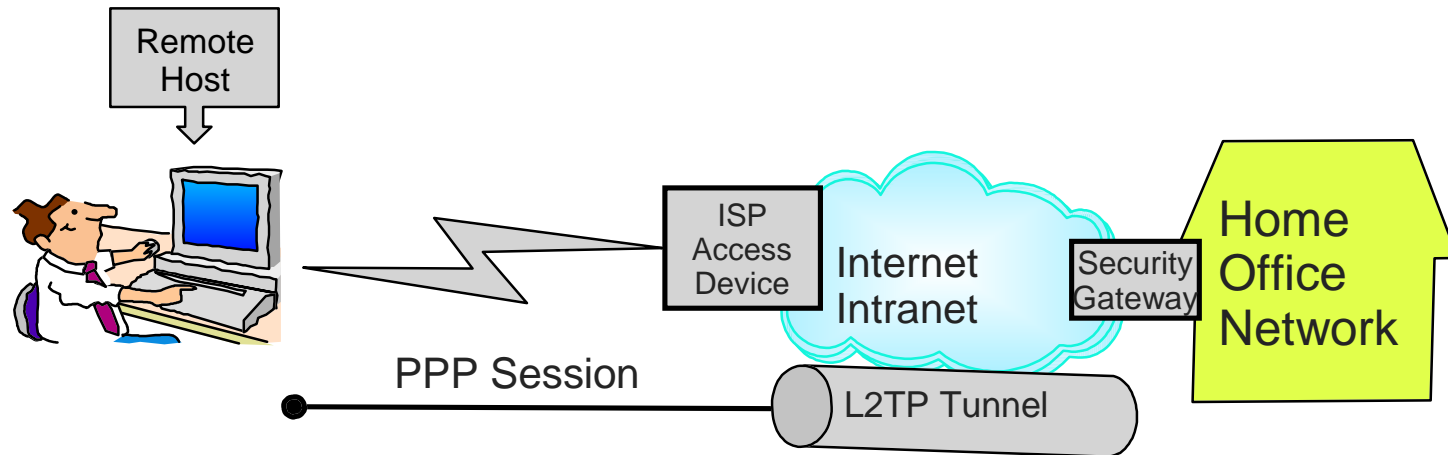 Remote
Host
ISP
Access
Device
Internet
Intranet
Security
Gateway
Home
Office
Network
PPP Session
L2TP Tunnel